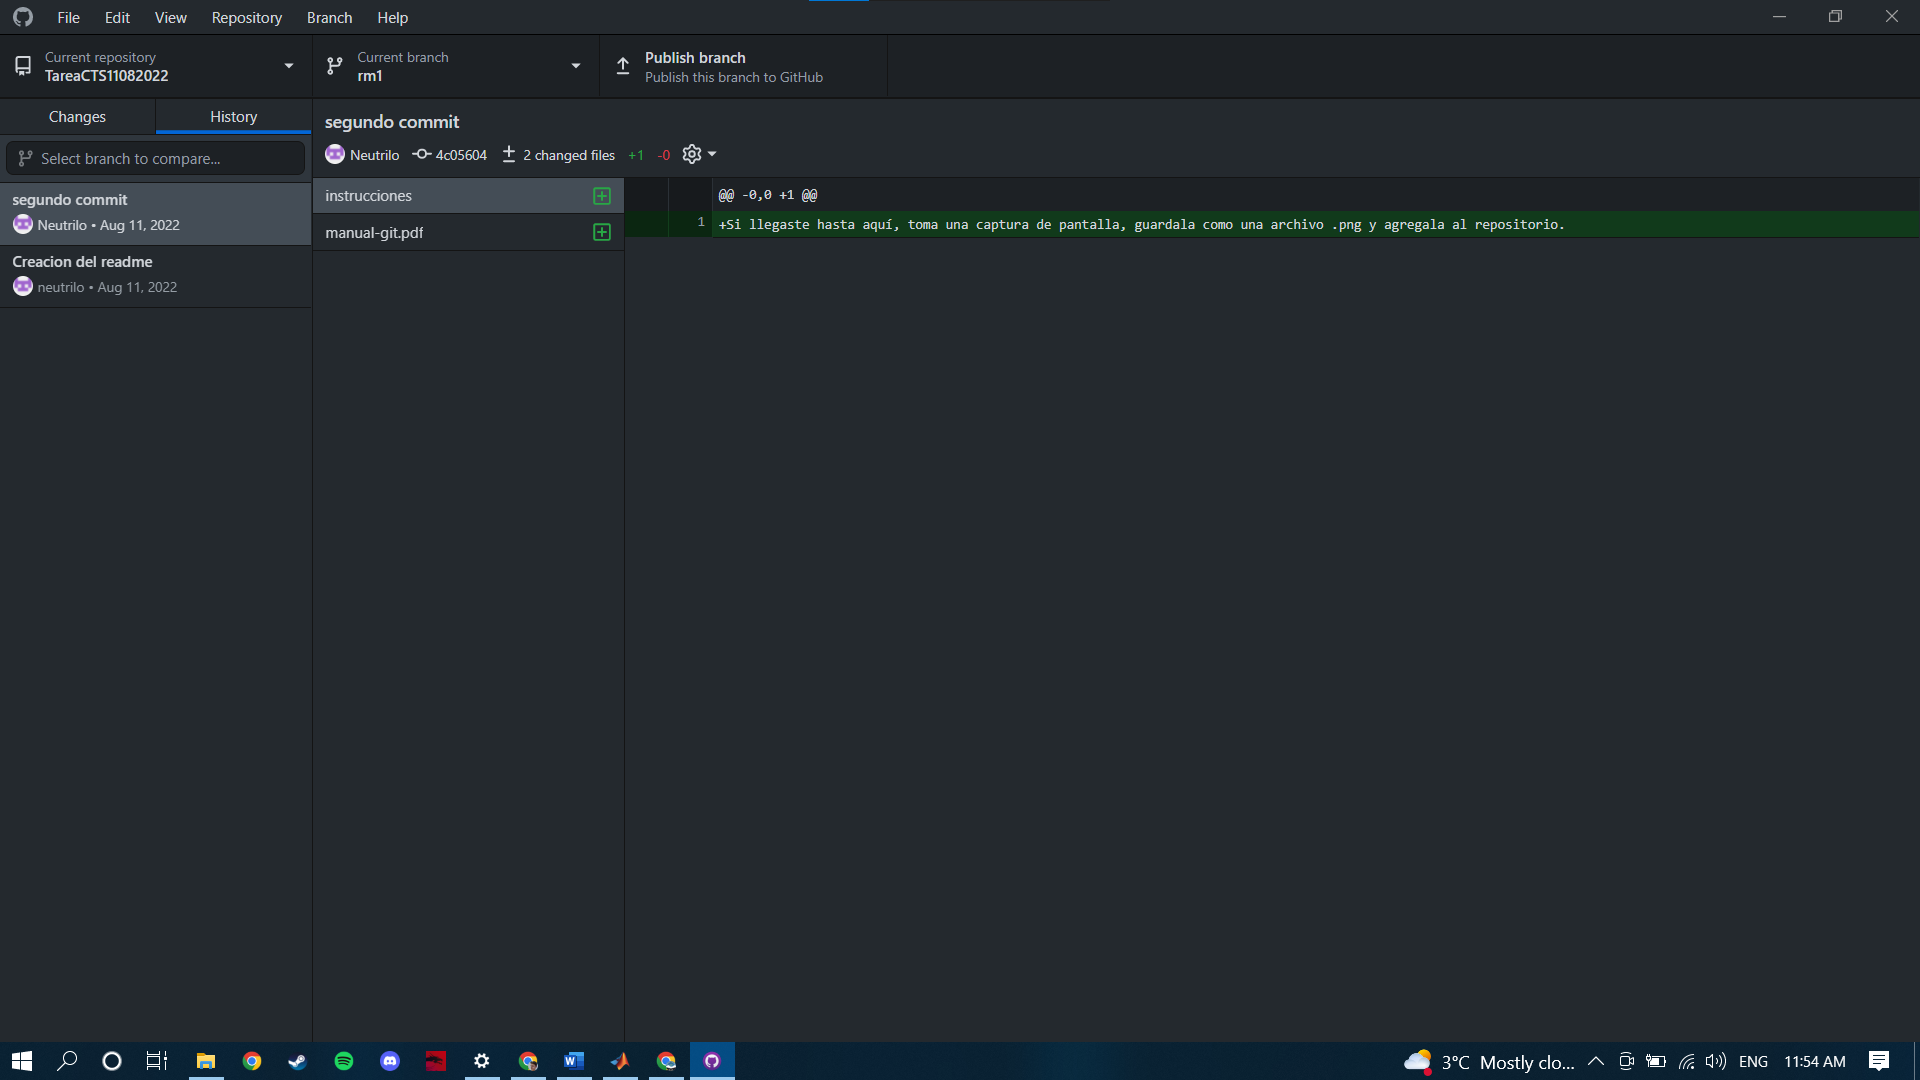 File Edit View Repository Branch Help
Current repository
TareaCTS11082022
Current branch
rm1
Publish branch
Publish this branch to GitHub
Changes
History
Select branch to compare...
segundo commit
Neutrilo • Aug 11, 2022
Creacion del readme
neutrilo • Aug 11, 2022
segundo commit
Neutrilo 4c05604 2 changed files +1 -0
instrucciones
manual-git.pdf
@@ -0,0 +1 @@
1 +Si llegaste hasta aquí, toma una captura de pantalla, guardala como una archivo .png y agregala al repositorio.
3°C Mostly clo... ENG 11:54 AM